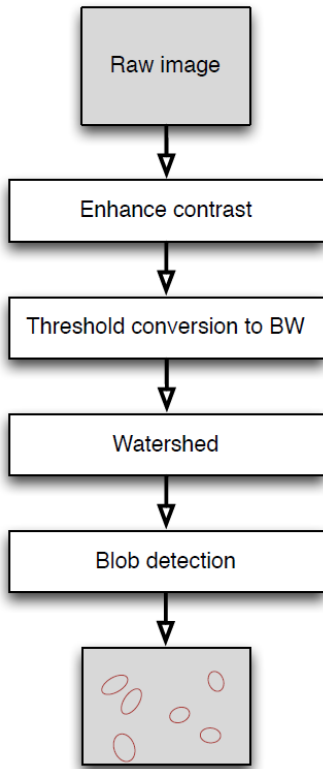 Raw image
Enhance contrast
Threshold conversion to BW
Watershed
Blob detection